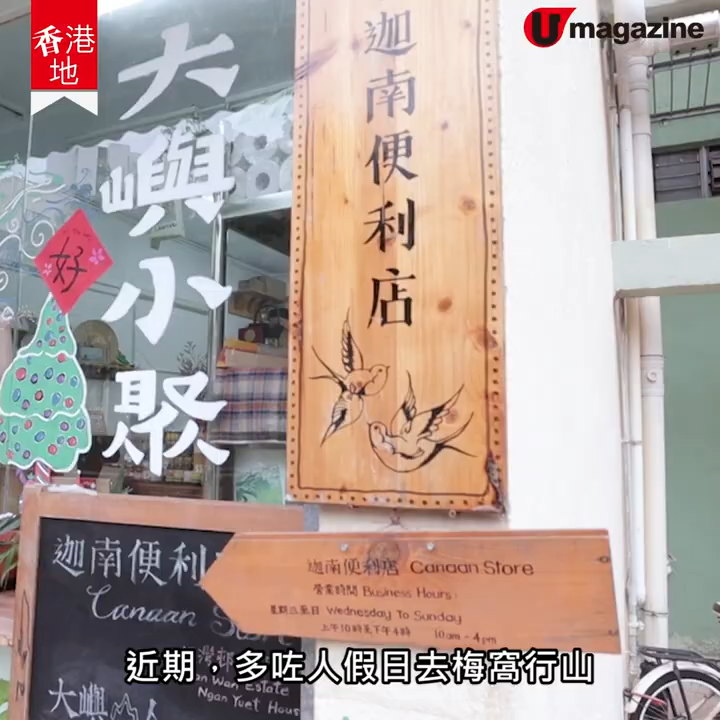 香港地
U magazine
大嶼小聚
迦南便利店
好
迦南便利
Canaan
迦南便利店 Canaan Store
營業時間 Business Hours:
星期三至日 Wednesday To Sunday
上午10時至下午4時 10am - 4pm
Wan Estate
Ngan Yuet Hous
大嶼山人
近期，多咗人假日去梅窩行山